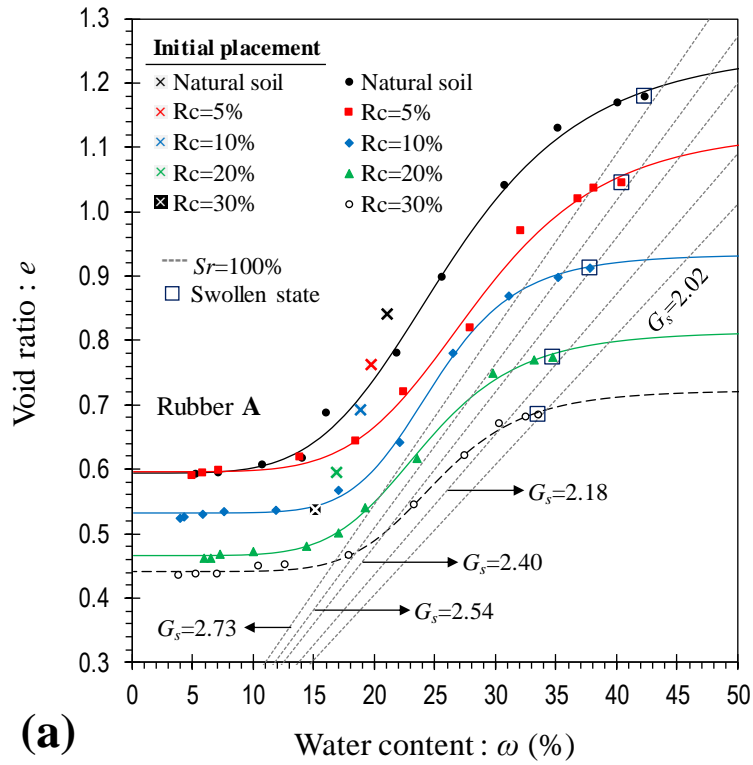 1.3
1.2
1.1
1.0
0.9
0.8
0.7
0.6
0.5
0.4
0.3
Void ratio : e
Initial placement
Natural soil Natural soil
Rc=5% Rc=5%
Rc=10% Rc=10%
Rc=20% Rc=20%
Rc=30% Rc=30%
Sr=100%
Swollen state
Rubber A
Gs=2.02
Gs=2.18
Gs=2.40
Gs=2.54
Gs=2.73
0 5 10 15 20 25 30 35 40 45 50
Water content : ω (%)
(a)